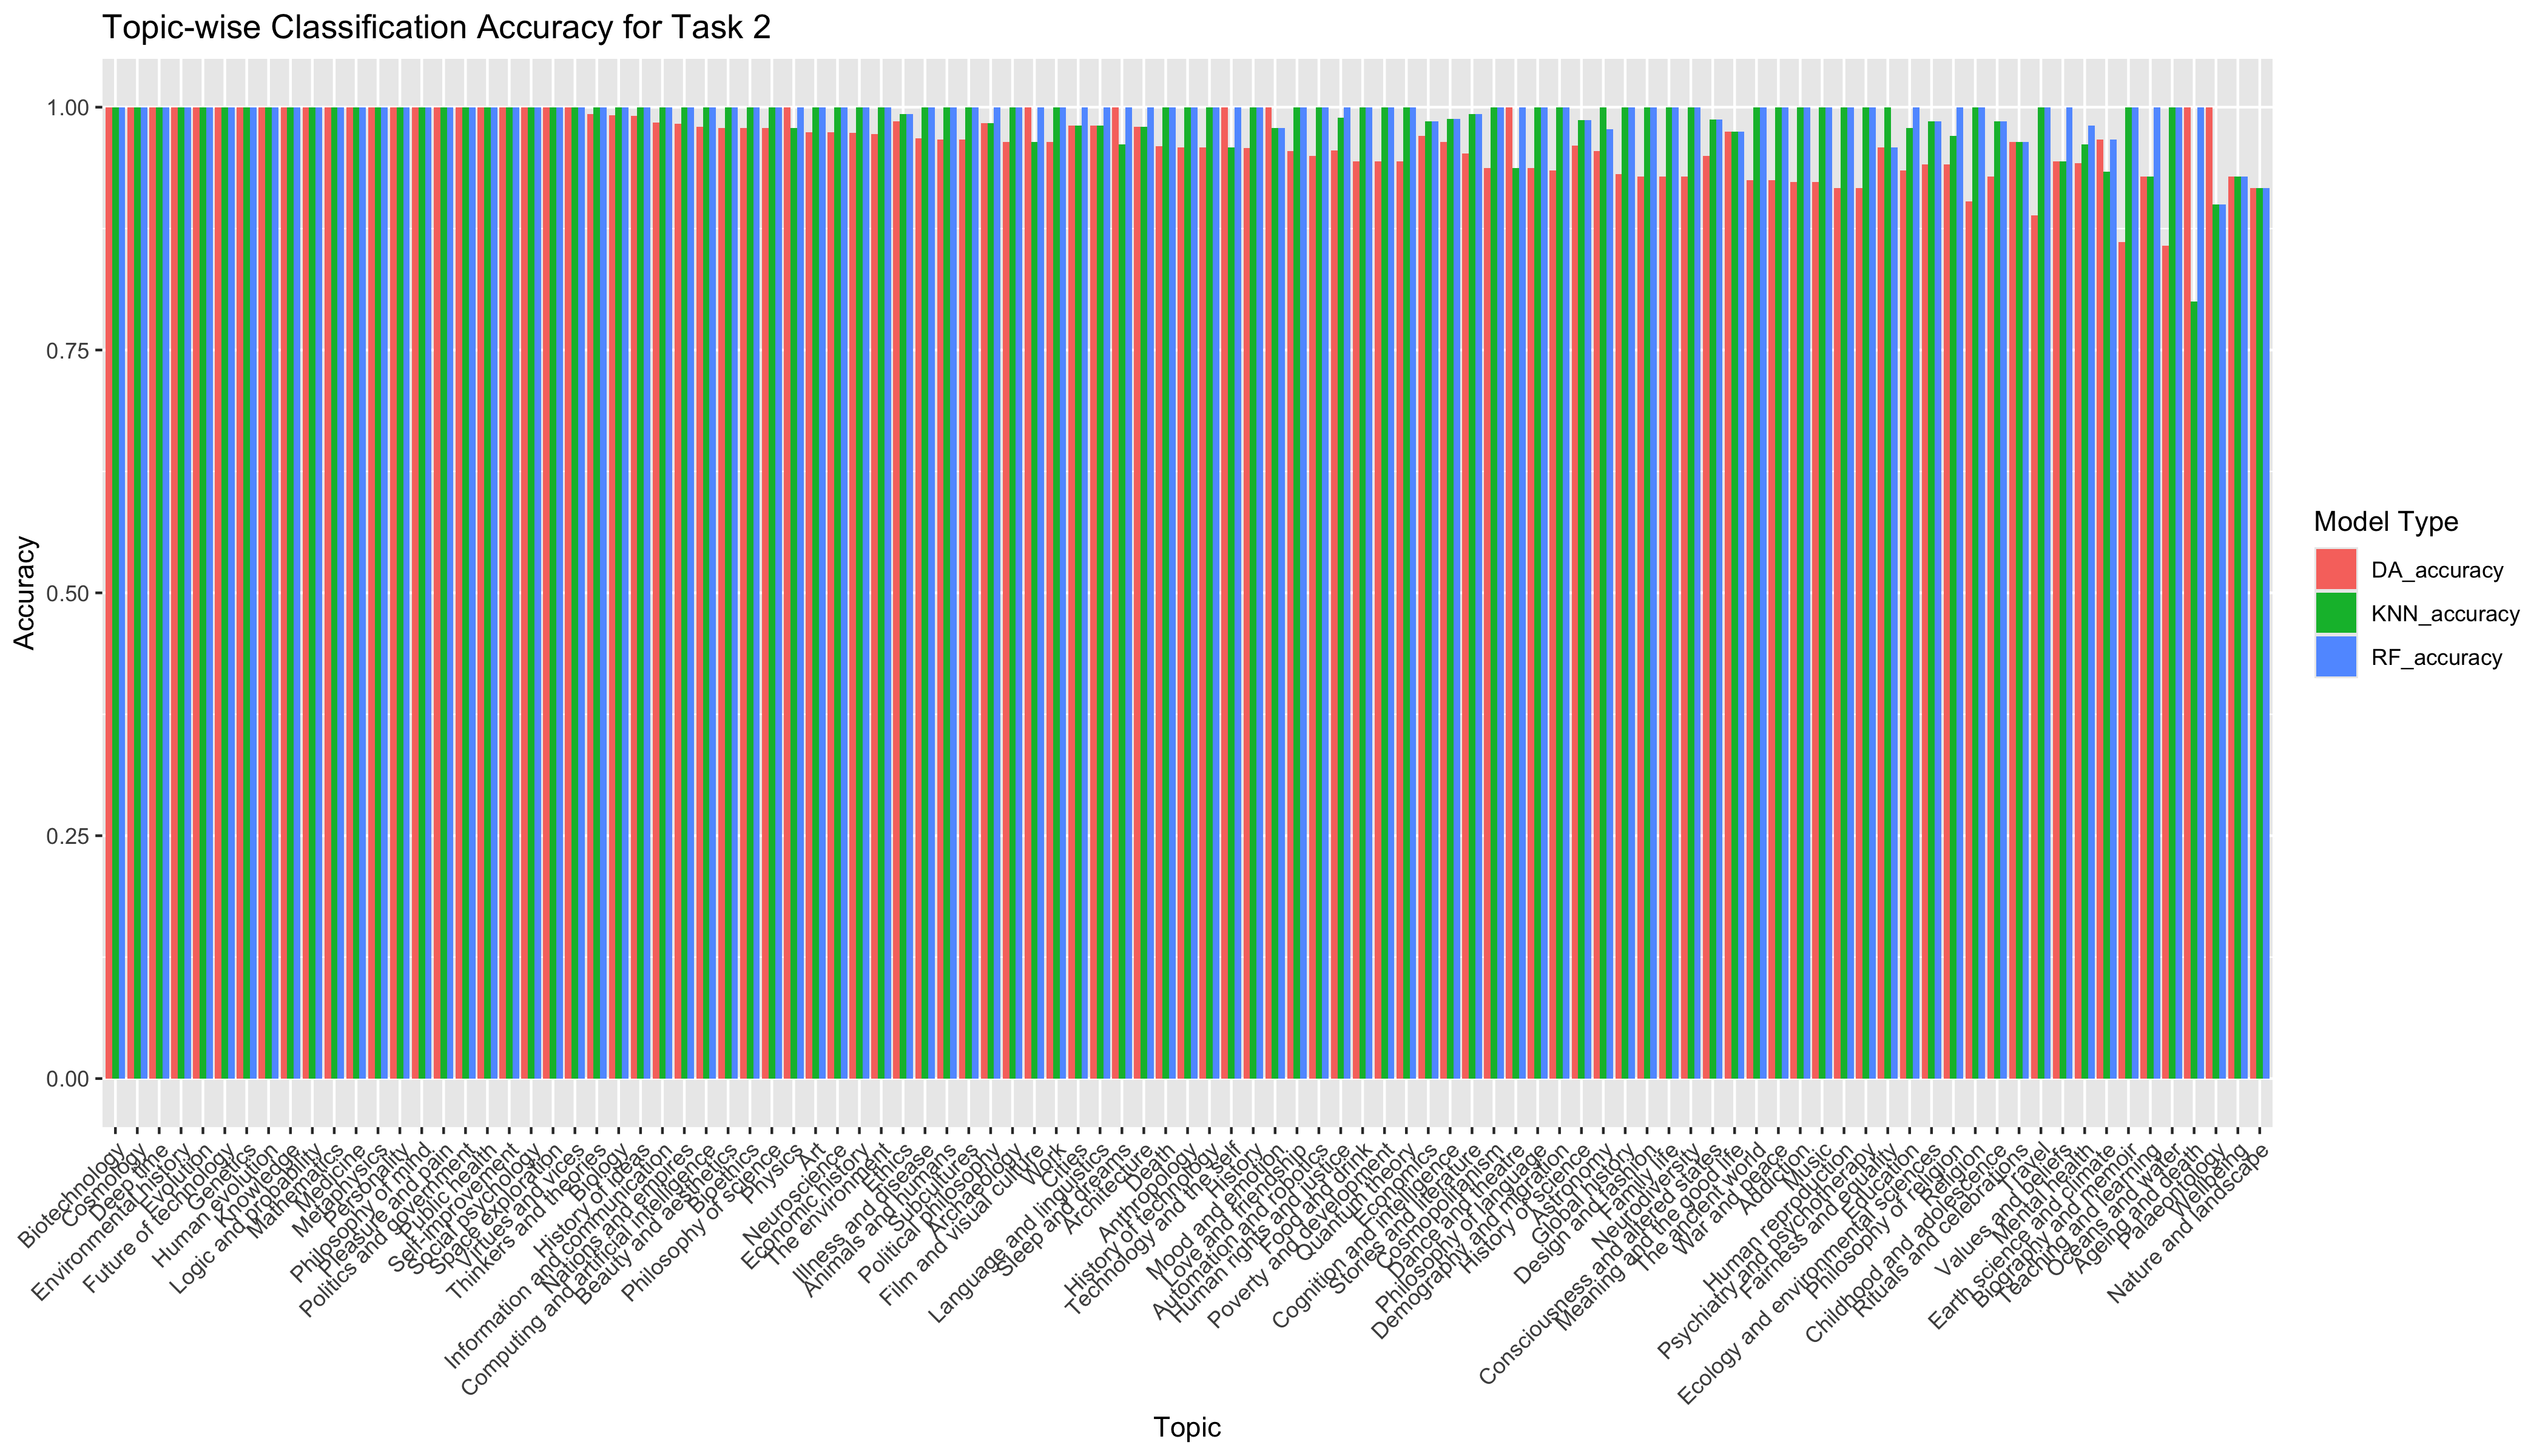 Topic-wise Classification Accuracy for Task 2
Accuracy
1.00
0.75
0.50
0.25
0.00
Biotechnology
Cosmology
Deep time
Environmental history
Evolution
Future of technology
Genetics
Human evolution
Knowledge
Logic and probability
Mathematics
Medicine
Metaphysics
Personality
Philosophy of mind
Pleasure and pain
Politics and government
Public health
Self-improvement
Social psychology
Space exploration
Virtues and vices
Thinkers and theories
Biology
History of ideas
Information and communication
Nations and empires
Computing and artificial intelligence
Beauty and aesthetics
Bioethics
Philosophy of science
Physics
Art
Neuroscience
Economic history
The environment
Ethics
Illness and disease
Animals and humans
Subcultures
Political philosophy
Archaeology
Film and visual culture
Work
Cities
Language and linguistics
Sleep and dreams
Architecture
Death
Anthropology
History of technology
Technology and the self
History
Mood and emotion
Love and friendship
Automation and robotics
Human rights and justice
Food and drink
Poverty and development
Quantum theory
Economics
Cognition and intelligence
Stories and literature
Cosmopolitanism
Dance and theatre
Philosophy of language
Demography and migration
History of science
Astronomy
Global history
Design and fashion
Family life
Neurodiversity
Consciousness and altered states
Meaning and the good life
The ancient world
War and peace
Addiction
Music
Human reproduction
Psychiatry and psychotherapy
Fairness and equality
Education
Ecology and environmental sciences
Philosophy of religion
Religion
Childhood and adolescence
Rituals and celebrations
Travel
Values and beliefs
Mental health
Earth science and climate
Biography and memoir
Teaching and learning
Oceans and water
Ageing and death
Palaeontology
Wellbeing
Nature and landscape
Topic
Model Type
DA_accuracy
KNN_accuracy
RF_accuracy